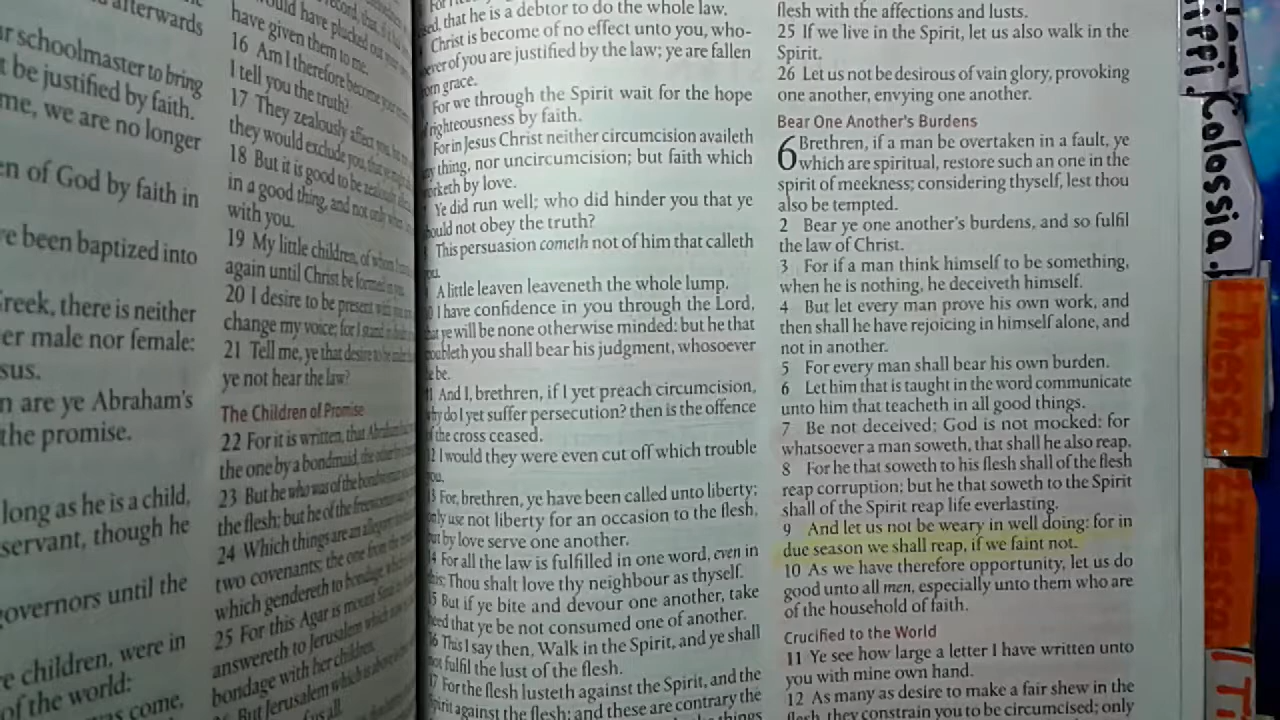 afterwards
schoolmaster to bring
be justified by faith.
me, we are no longer
of God by faith in
been baptized into
reek, there is neither
er male nor female:
sus.
are ye Abraham's
the promise.
long as he is a child,
servant, though he
governors until the
children, were in
of the world:
was come,
have given them to me.
16 Am I therefore become your
I tell you the truth?
17 They zealously affect you,
they would exclude you,
18 But it is good to be zealously
in a good thing, and not only when
with you.
19 My little children, of whom I
again until Christ be formed in you.
20 I desire to be present with you
change my voice; for I stand in
21 Tell me, ye that desire to be under
ye not hear the law?
The Children of Promise
22 For it is written, that Abraham
the one by a bondmaid, the other by
23 But he who was of the bondwoman
the flesh; but he of the freewoman
24 Which things are an allegory:
two covenants; the one from the
which gendereth to bondage,
25 For this Agar is mount Sinai
answereth to Jerusalem which now
bondage with her children.
But Jerusalem which is above
us all.
that he is a debtor to do the whole law.
Christ is become of no effect unto you, who-
of you are justified by the law; ye are fallen
grace.
For we through the Spirit wait for the hope
righteousness by faith.
For in Jesus Christ neither circumcision availeth
thing, nor uncircumcision; but faith which
by love.
Ye did run well; who did hinder you that ye
not obey the truth?
This persuasion cometh not of him that calleth
you.
A little leaven leaveneth the whole lump.
I have confidence in you through the Lord,
ye will be none otherwise minded: but he that
you shall bear his judgment, whosoever
be.
And I, brethren, if I yet preach circumcision,
do I yet suffer persecution? then is the offence
the cross ceased.
I would they were even cut off which trouble
you.
For, brethren, ye have been called unto liberty;
only use not liberty for an occasion to the flesh,
but by love serve one another.
For all the law is fulfilled in one word, even in
this; Thou shalt love thy neighbour as thyself.
But if ye bite and devour one another, take
heed that ye be not consumed one of another.
16 This I say then, Walk in the Spirit, and ye shall
not fulfil the lust of the flesh.
17 For the flesh lusteth against the Spirit, and the
Spirit against the flesh: and these are contrary the
things
flesh with the affections and lusts.
25 If we live in the Spirit, let us also walk in the
Spirit.
26 Let us not be desirous of vain glory, provoking
one another, envying one another.
Bear One Another's Burdens
6 Brethren, if a man be overtaken in a fault, ye
which are spiritual, restore such an one in the
spirit of meekness; considering thyself, lest thou
also be tempted.
2 Bear ye one another's burdens, and so fulfil
the law of Christ.
3 For if a man think himself to be something,
when he is nothing, he deceiveth himself.
4 But let every man prove his own work, and
then shall he have rejoicing in himself alone, and
not in another.
5 For every man shall bear his own burden.
6 Let him that is taught in the word communicate
unto him that teacheth in all good things.
7 Be not deceived; God is not mocked: for
whatsoever a man soweth, that shall he also reap.
8 For he that soweth to his flesh shall of the flesh
reap corruption; but he that soweth to the Spirit
shall of the Spirit reap life everlasting.
9 And let us not be weary in well doing: for in
due season we shall reap, if we faint not.
10 As we have therefore opportunity, let us do
good unto all men, especially unto them who are
of the household of faith.
Crucified to the World
11 Ye see how large a letter I have written unto
you with mine own hand.
12 As many as desire to make a fair shew in the
flesh, they constrain you to be circumcised; only
Kolossia.
Thessa.
1 Ti